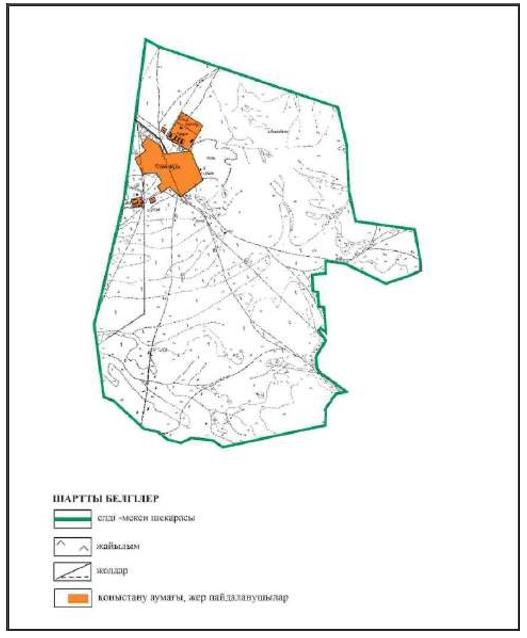 ШАРТТЫ БЕЛГІЛЕР
елді -мекен шекарасы
жайылым
жолдар
қоныстану аумағы, жер пайдаланушылар